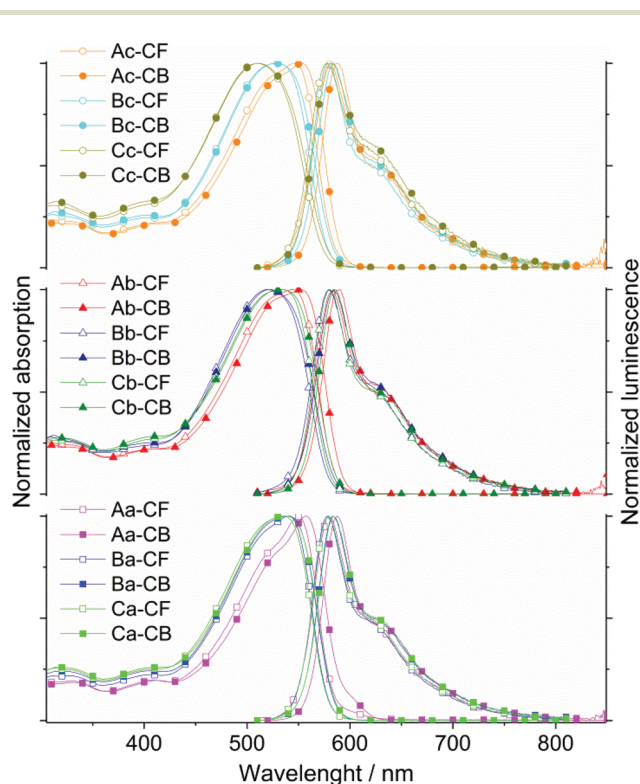 Ac-CF
Ac-CB
Bc-CF
Bc-CB
Cc-CF
Cc-CB
Ab-CF
Ab-CB
Bb-CF
Bb-CB
Cb-CF
Cb-CB
Aa-CF
Aa-CB
Ba-CF
Ba-CB
Ca-CF
Ca-CB
Normalized absorption
Normalized luminescence
400 500 600 700 800
Wavelenght / nm